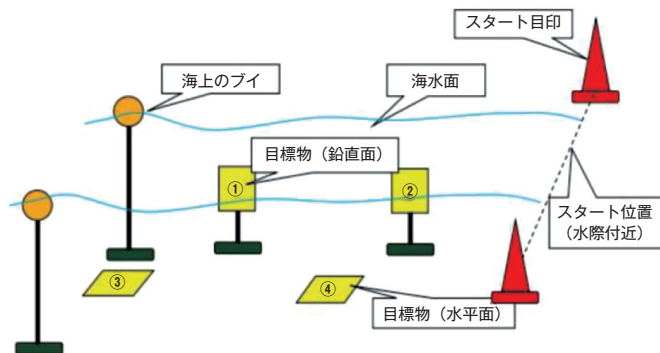 スタート目印
海上のブイ
海水面
目標物（鉛直面）
①
②
スタート位置
（水際付近）
③
④
目標物（水平面）